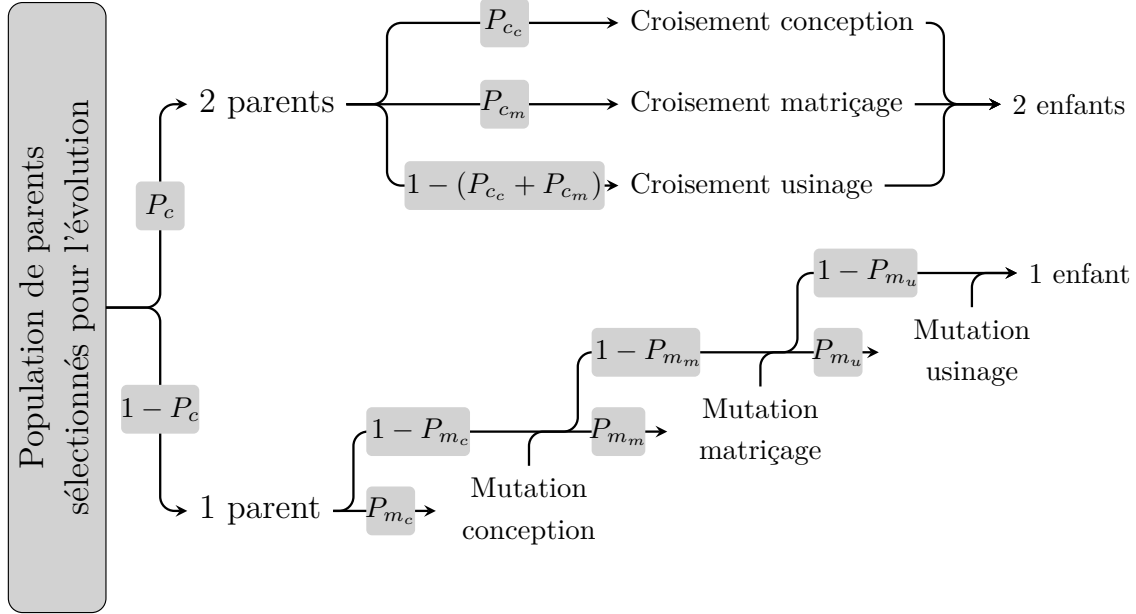 Population de parents
sélectionnés pour l'évolution
P_c
1 − P_c
2 parents
P_{c_c}
Croisement conception
P_{c_m}
Croisement matriçage
1 − (P_{c_c} + P_{c_m})
Croisement usinage
2 enfants
1 parent
1 − P_{m_c}
P_{m_c}
Mutation
conception
1 − P_{m_m}
P_{m_m}
Mutation
matriçage
1 − P_{m_u}
P_{m_u}
Mutation
usinage
1 enfant